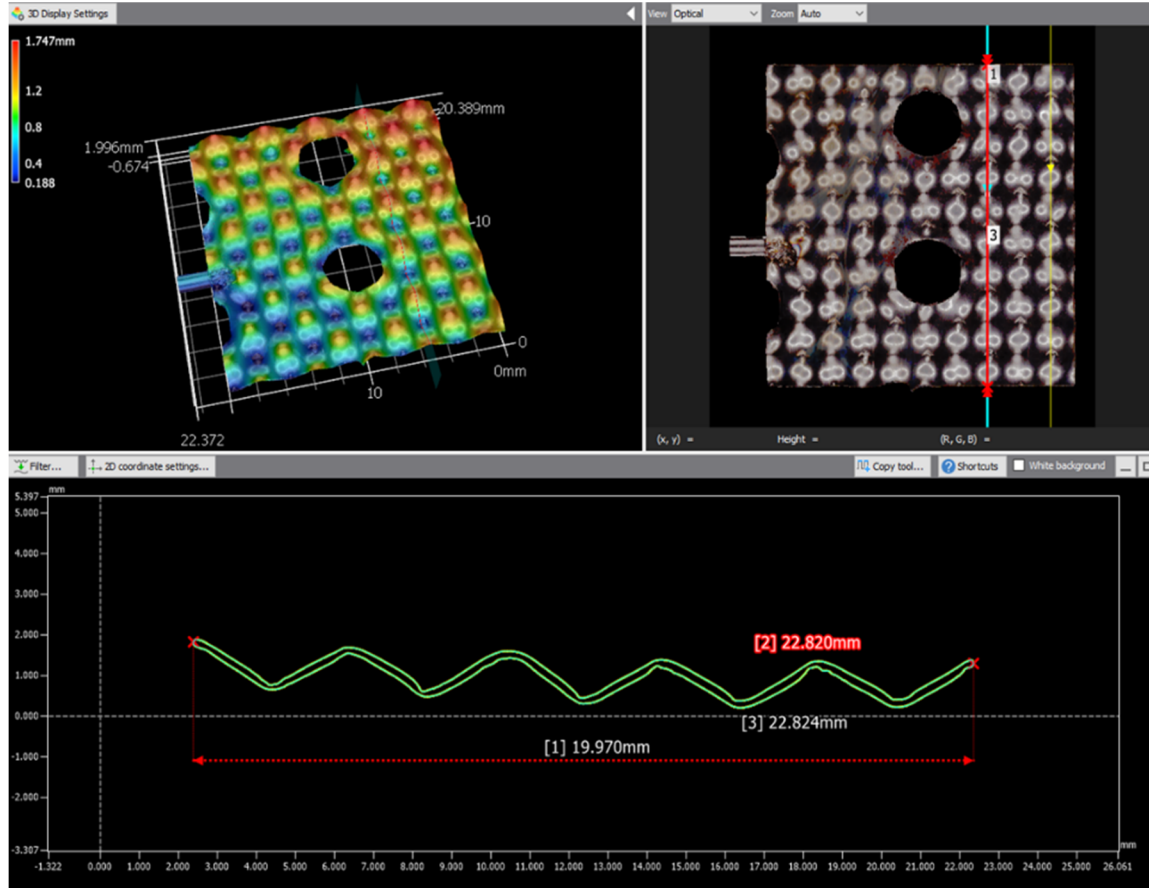 3D Display Settings
View Optical Zoom Auto
1.747mm
1.2
0.8
0.4
0.188
1.996mm
-0.674
20.389mm
10
0
0mm
10
22.372
1
3
(x, y) = Height = (R, G, B) =
Filter... 2D coordinate settings... Copy tool... Shortcuts White background
mm
5.397
5.000
4.000
3.000
2.000
1.000
0.000
-1.000
-2.000
-3.307
[2] 22.820mm
[3] 22.824mm
[1] 19.970mm
mm
-1.322 0.000 1.000 2.000 3.000 4.000 5.000 6.000 7.000 8.000 9.000 10.000 11.000 12.000 13.000 14.000 15.000 16.000 17.000 18.000 19.000 20.000 21.000 22.000 23.000 24.000 25.000 26.061